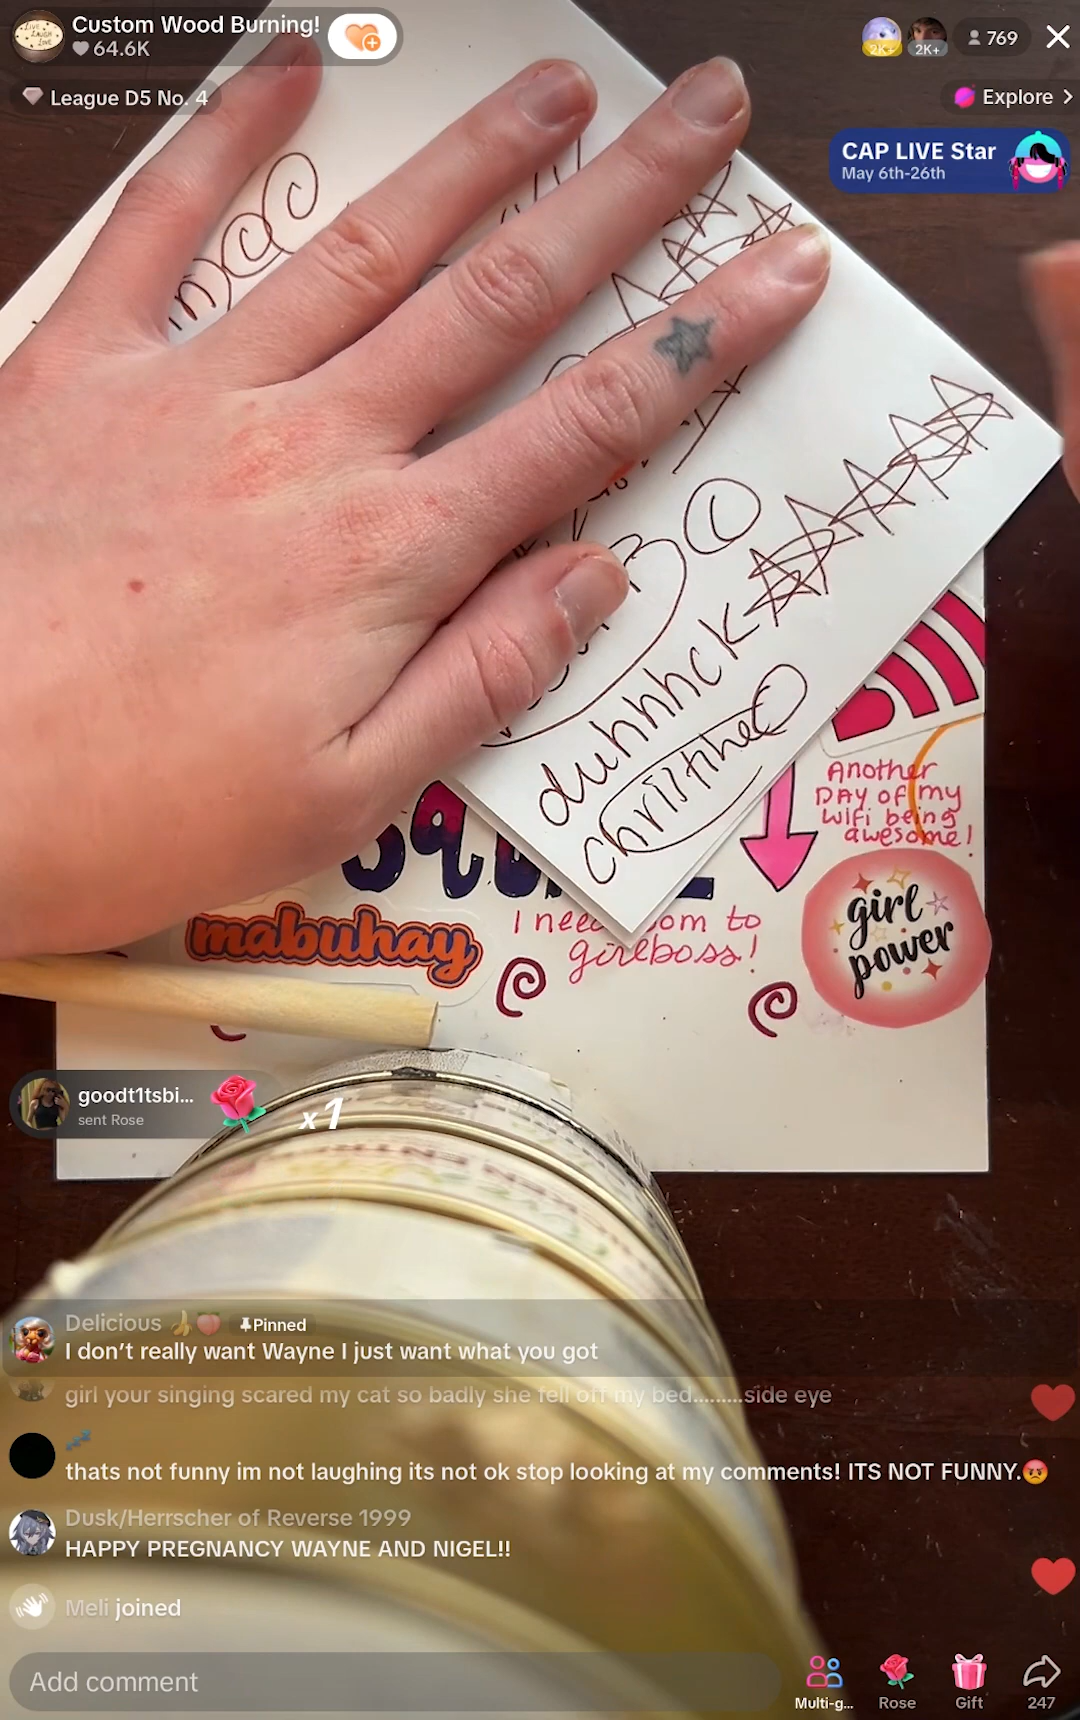 Custom Wood Burning!
64.6K
2K+
2K+
769
League D5 No. 4
Explore
CAP LIVE Star
May 6th-26th
duhhhck
christine
Another
DAY of my
wifi being
awesome!
girl
power
mabuhay
to
girlboss!
goodt1tsbi...
sent Rose
x1
Delicious
Pinned
I don't really want Wayne I just want what you got
girl your singing scared my cat so badly she fell off my bed.........side eye
thats not funny im not laughing its not ok stop looking at my comments! ITS NOT FUNNY.
Dusk/Herrscher of Reverse 1999
HAPPY PREGNANCY WAYNE AND NIGEL!!
Meli joined
Add comment
Multi-g...
Rose
Gift
247